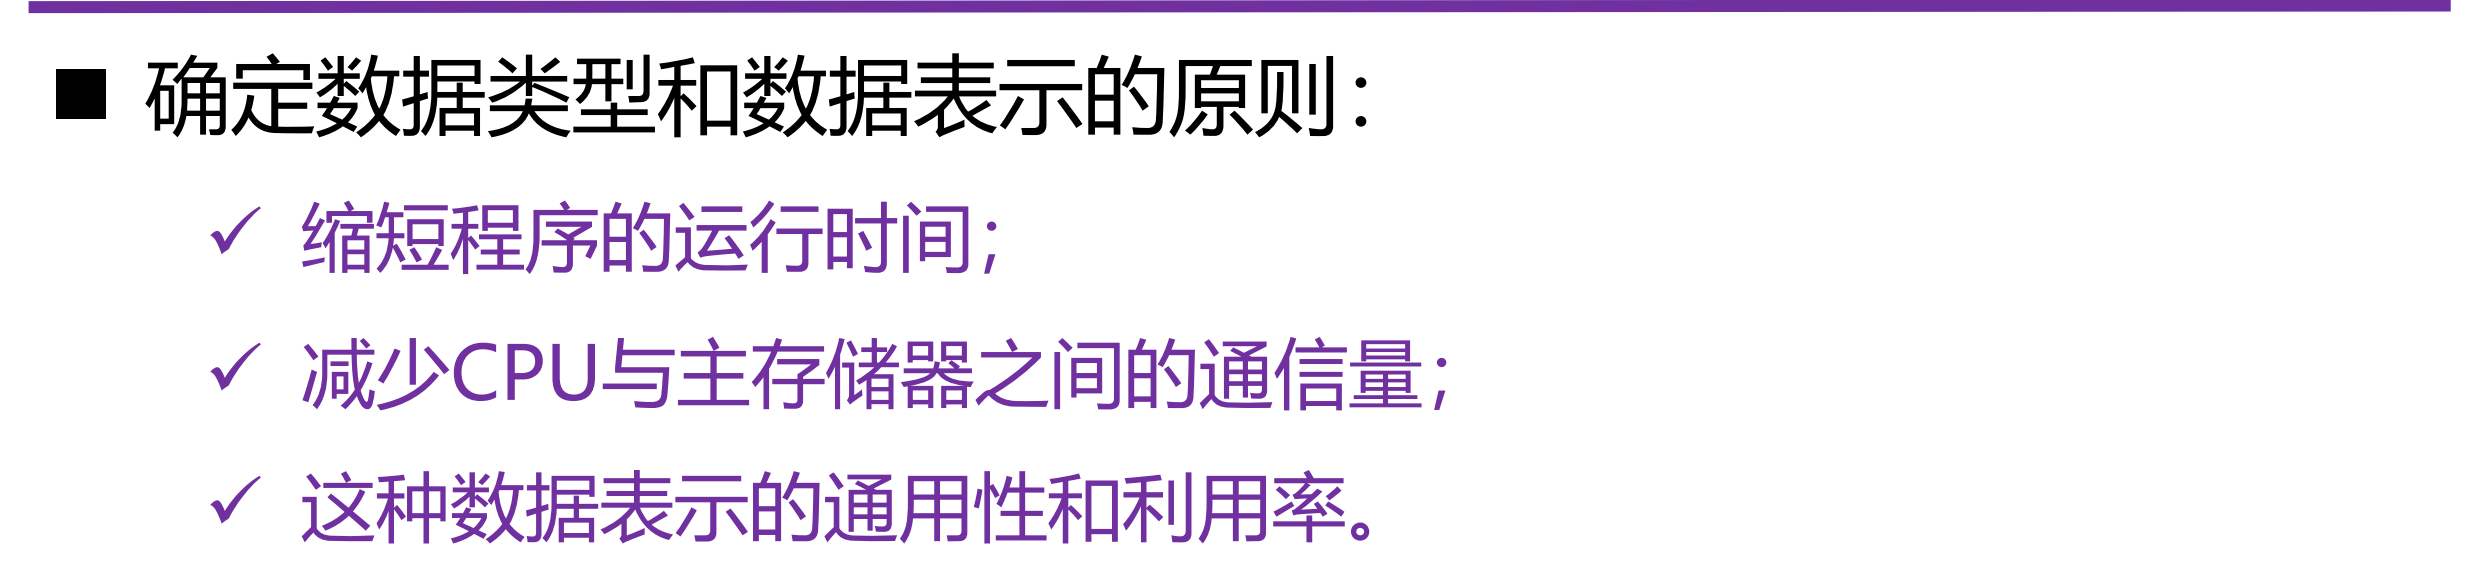 ■ 确定数据类型和数据表示的原则：
✓ 缩短程序的运行时间；
✓ 减少CPU与主存储器之间的通信量；
✓ 这种数据表示的通用性和利用率。